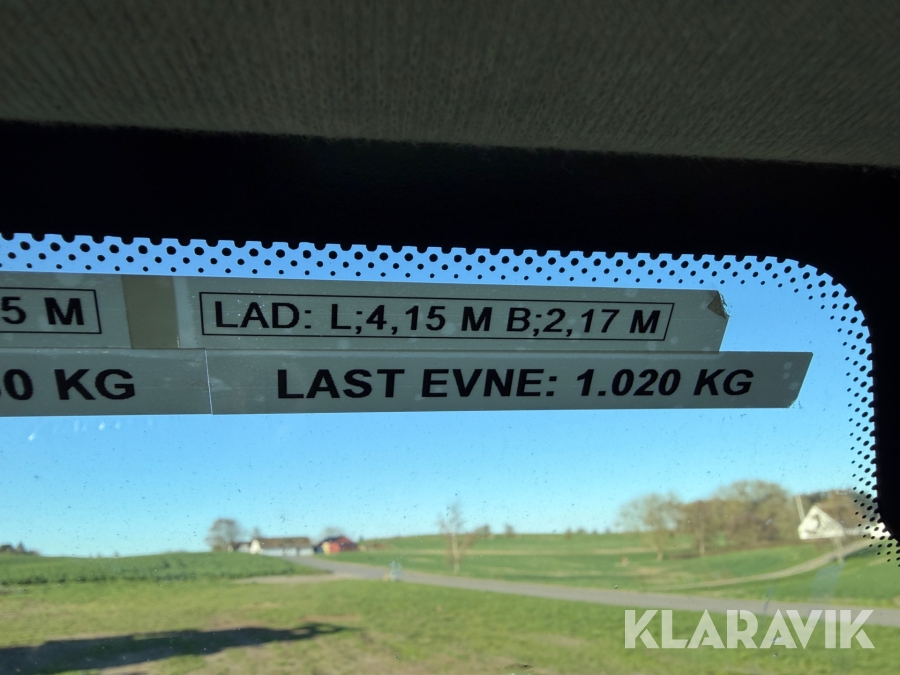 5 M
LAD: L;4,15 M B;2,17 M
0 KG
LAST EVNE: 1.020 KG
KLARAVIK